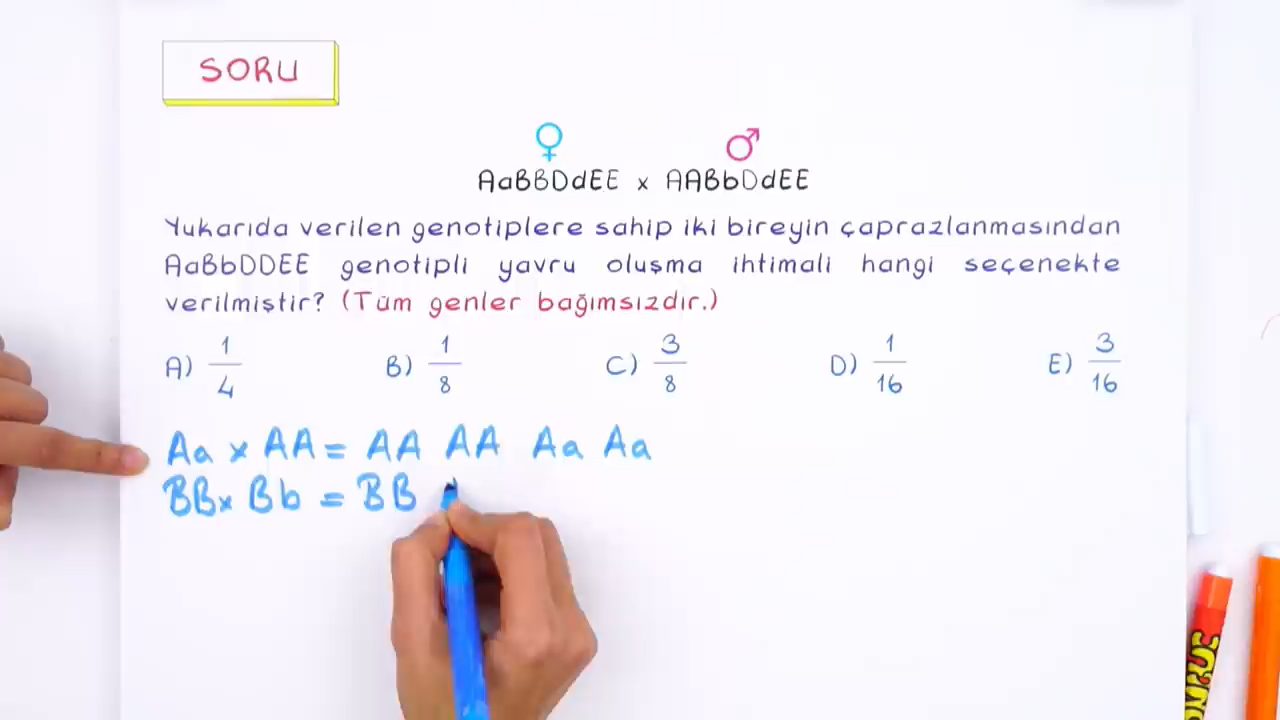 SORU
AaBBDdEE x AABbDdEE
Yukarıda verilen genotiplere sahip iki bireyin çaprazlanmasından
AaBbDDEE genotipli yavru oluşma ihtimali hangi seçenekte
verilmiştir? (Tüm genler bağımsızdır.)
A) 1/4 B) 1/8 C) 3/8 D) 1/16 E) 3/16
Aa x AA = AA AA Aa Aa
BB x Bb = BB